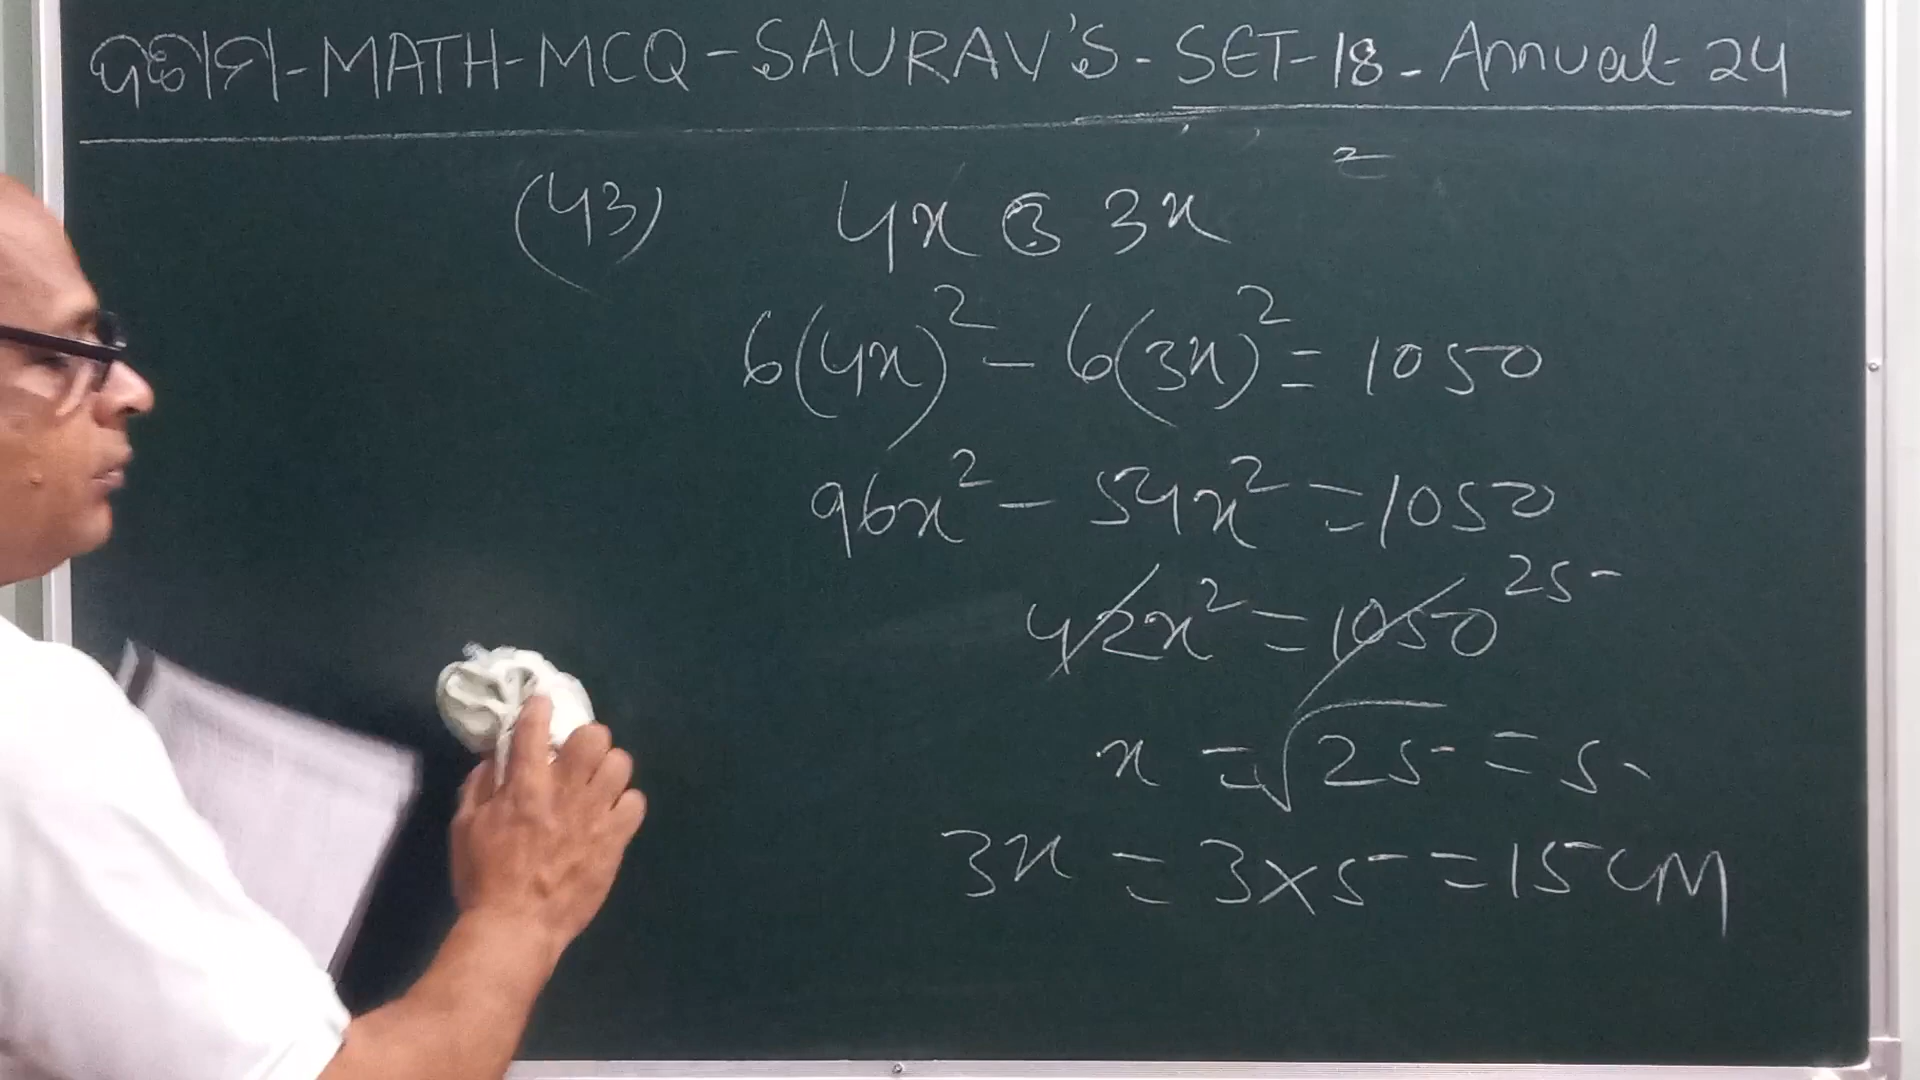 ଦଶମ-MATH-MCQ-SAURAV'S-SET-18-Annual-24
(43) 4x ଓ 3x
6(4x)² - 6(3x)² = 1050
96x² - 54x² = 1050
42x² = 1050 25
x = √25 = 5
3x = 3×5 = 15 CM